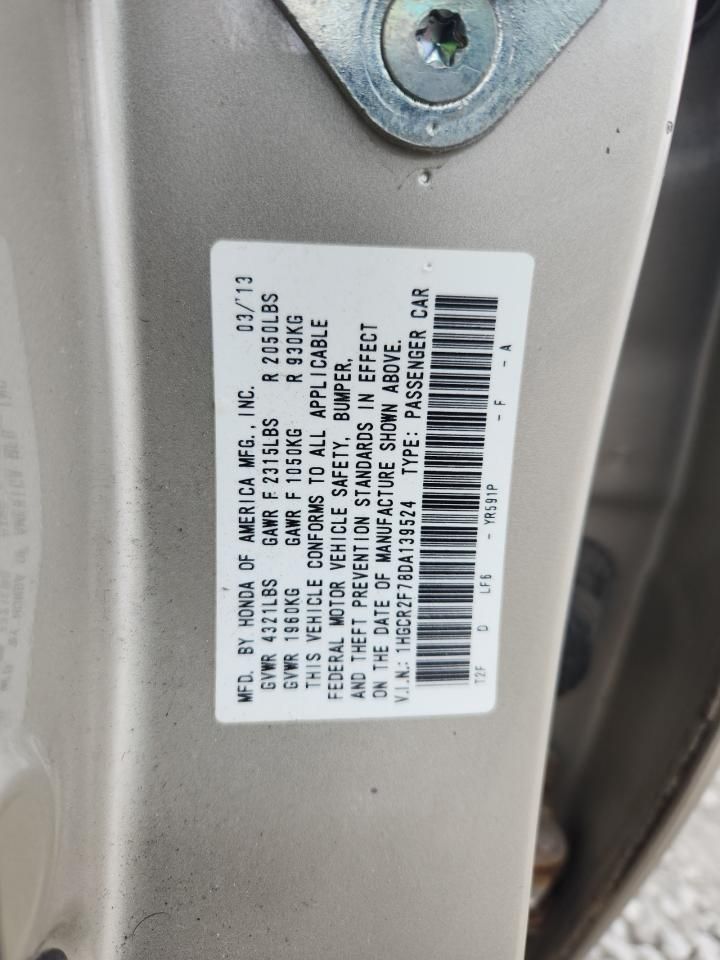 MFD. BY HONDA OF AMERICA MFG., INC. 03/'13
GVWR 4321LBS GAWR F 2315LBS R 2050LBS
GVWR 1960KG GAWR F 1050KG R 930KG
THIS VEHICLE CONFORMS TO ALL APPLICABLE
FEDERAL MOTOR VEHICLE SAFETY, BUMPER,
AND THEFT PREVENTION STANDARDS IN EFFECT
ON THE DATE OF MANUFACTURE SHOWN ABOVE.
V.I.N.: 1HGCR2F78DA139524 TYPE: PASSENGER CAR
T2F D LF6 - YR591P - F - A